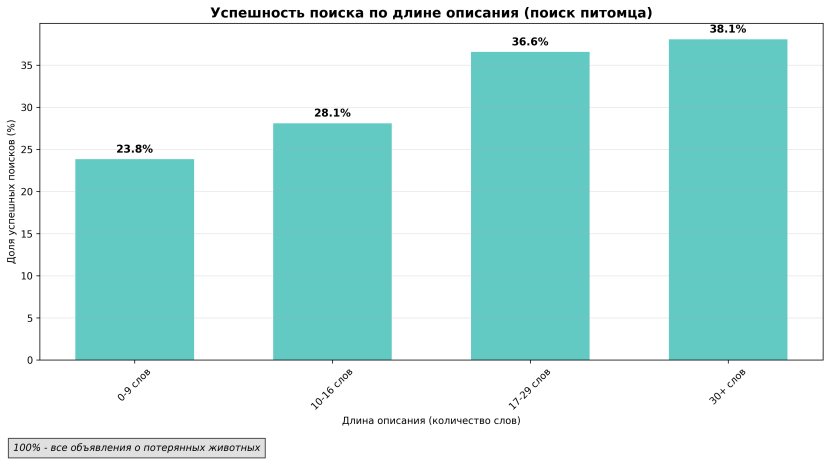 Успешность поиска по длине описания (поиск питомца)
Доля успешных поисков (%)
35
30
25
20
15
10
5
0
23.8%
28.1%
36.6%
38.1%
0-9 слов
10-16 слов
17-29 слов
30+ слов
Длина описания (количество слов)
100% - все объявления о потерянных животных